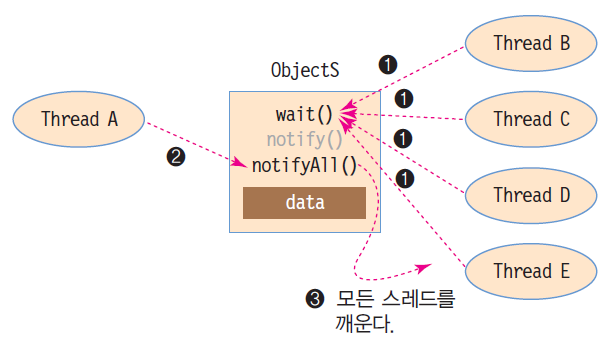 Thread B
❶
ObjectS
❶
Thread A
wait()
Thread C
notify()
❶
❷
notifyAll()
❶
data
Thread D
Thread E
❸ 모든 스레드를
깨운다.